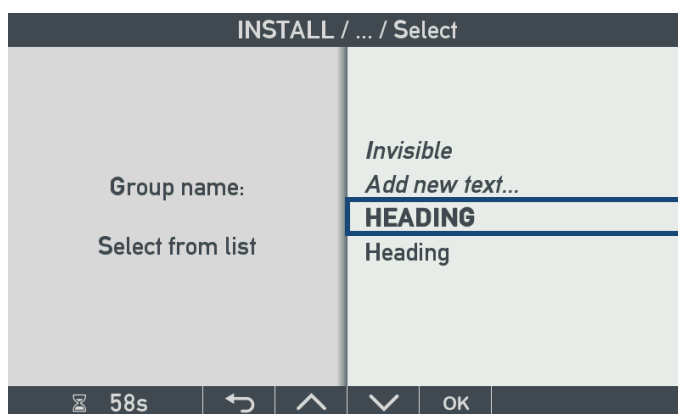 INSTALL / ... / Select
Group name:
Select from list
Invisible
Add new text...
HEADING
Heading
58s
OK